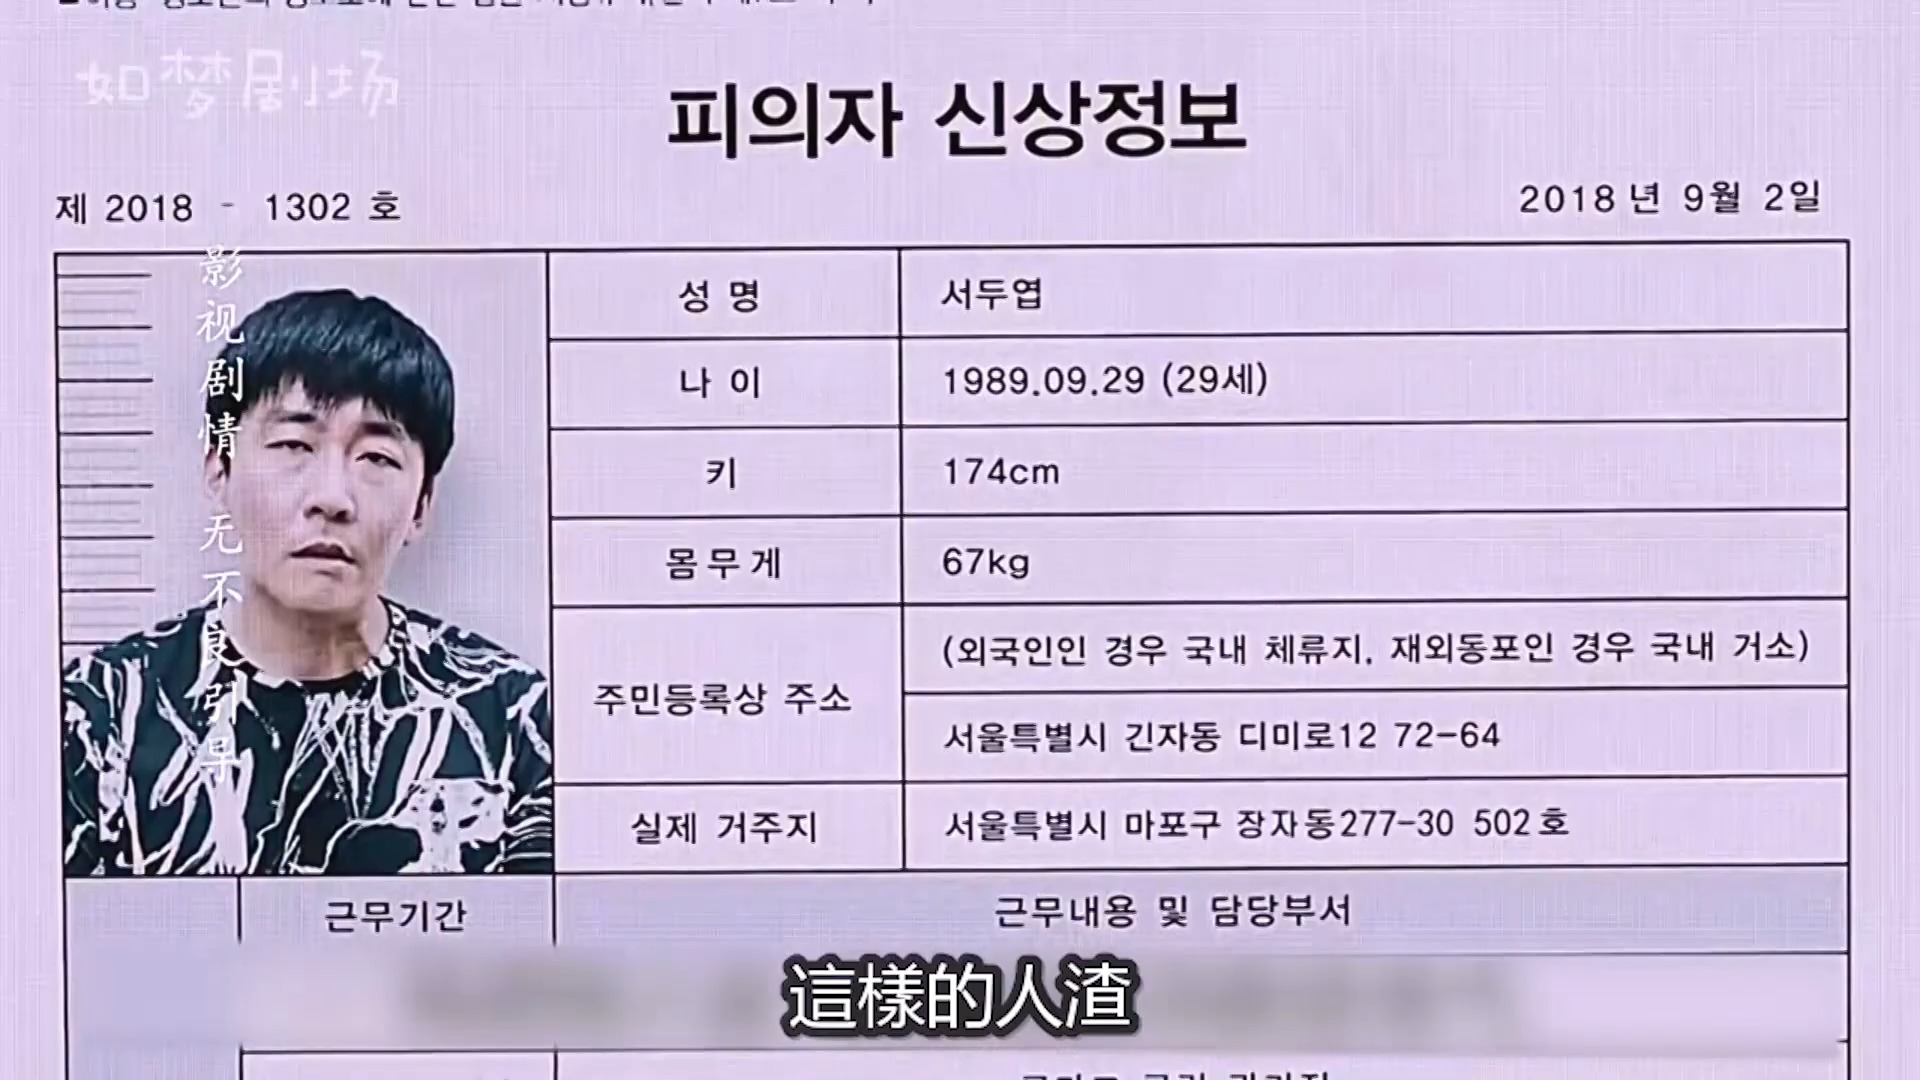 如梦剧场
피의자 신상정보
제 2018 - 1302 호
2018 년 9월 2일
影视剧情 无不良引导
성 명
서두엽
나 이
1989.09.29 (29세)
키
174cm
몸무게
67kg
주민등록상 주소
(외국인인 경우 국내 체류지, 재외동포인 경우 국내 거소)
서울특별시 긴자동 디미로12 72-64
실제 거주지
서울특별시 마포구 장자동277-30 502호
근무기간
근무내용 및 담당부서
這樣的人渣